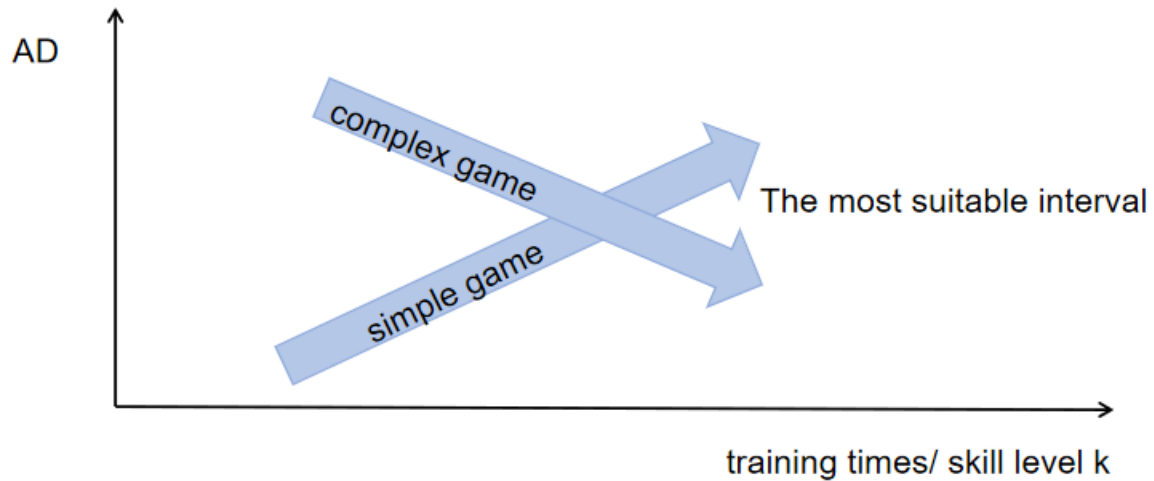 AD
complex game
The most suitable interval
simple game
training times/ skill level k